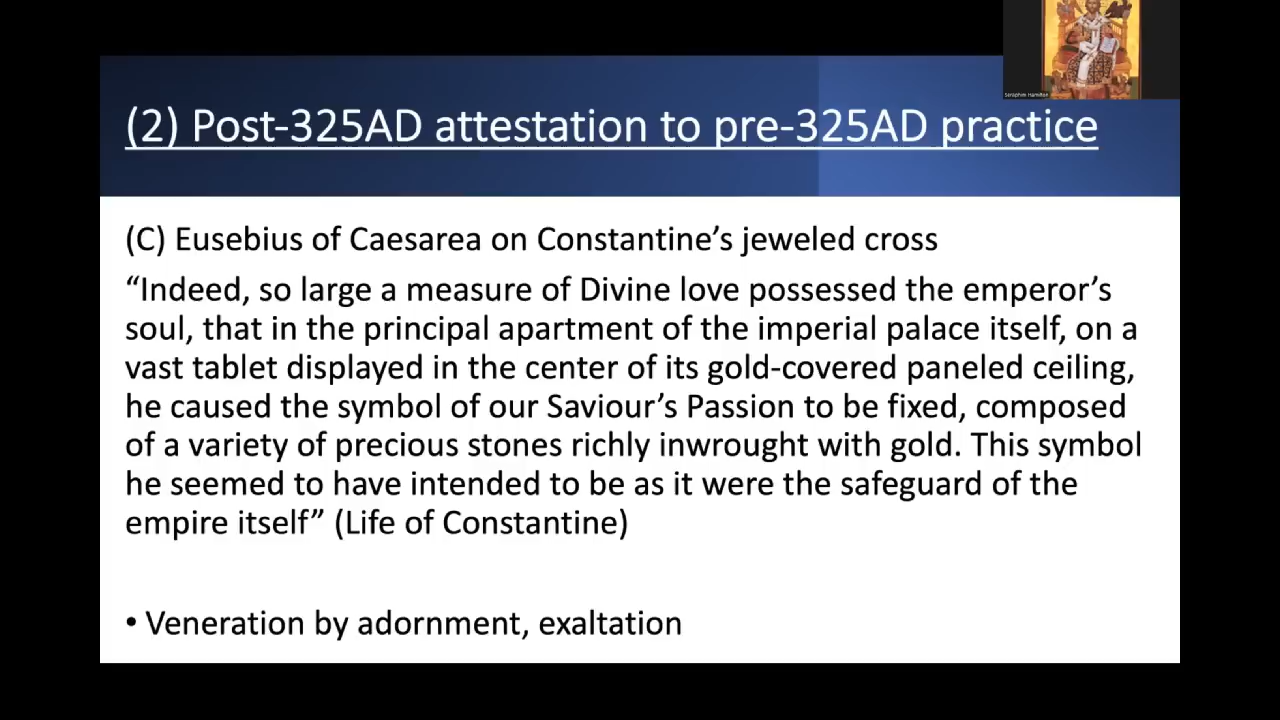 Seraphim Hamilton
(2) Post-325AD attestation to pre-325AD practice
(C) Eusebius of Caesarea on Constantine’s jeweled cross
“Indeed, so large a measure of Divine love possessed the emperor’s
soul, that in the principal apartment of the imperial palace itself, on a
vast tablet displayed in the center of its gold-covered paneled ceiling,
he caused the symbol of our Saviour’s Passion to be fixed, composed
of a variety of precious stones richly inwrought with gold. This symbol
he seemed to have intended to be as it were the safeguard of the
empire itself” (Life of Constantine)
• Veneration by adornment, exaltation